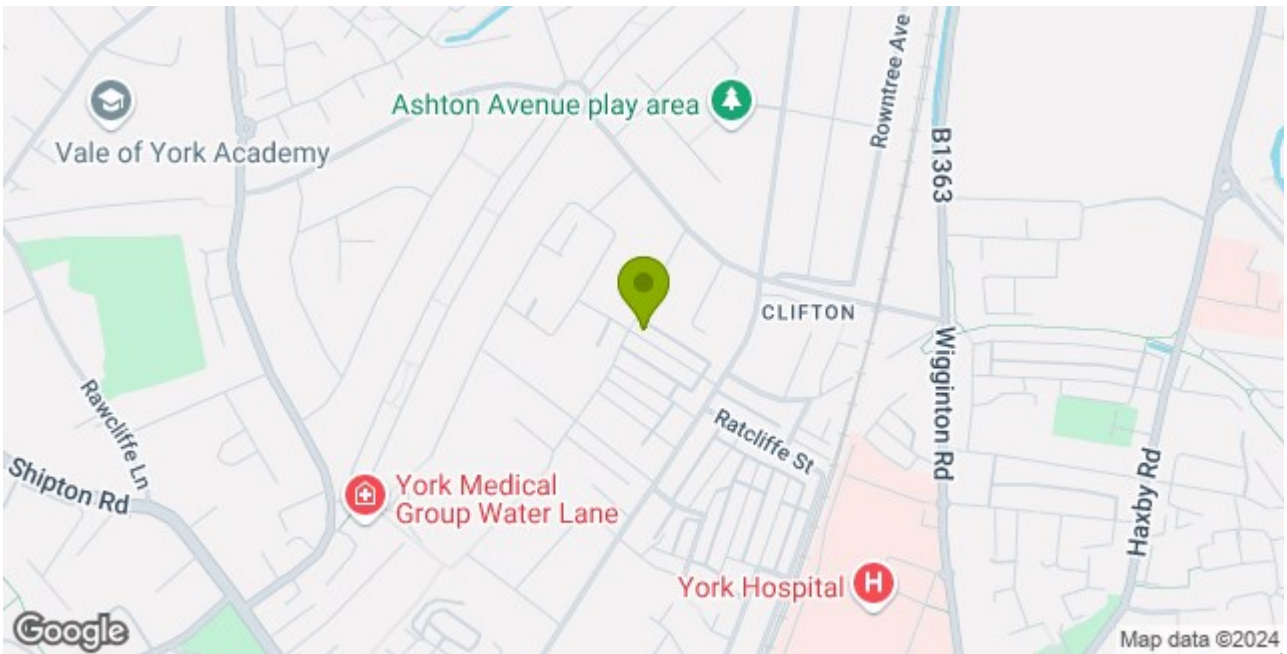 Rowntree Ave
Ashton Avenue play area
Vale of York Academy
B1363
CLIFTON
Wigginton Rd
Rawcliffe Ln
Ratcliffe St
Shipton Rd
York Medical
Group Water Lane
Haxby Rd
York Hospital
H
Google
Map data ©2024